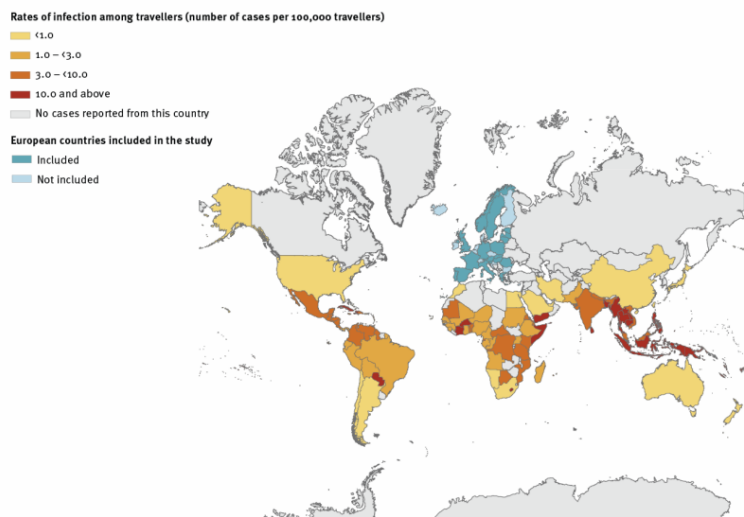 Rates of infection among travellers (number of cases per 100,000 travellers)
<1.0
1.0 – <3.0
3.0 – <10.0
10.0 and above
No cases reported from this country
European countries included in the study
Included
Not included